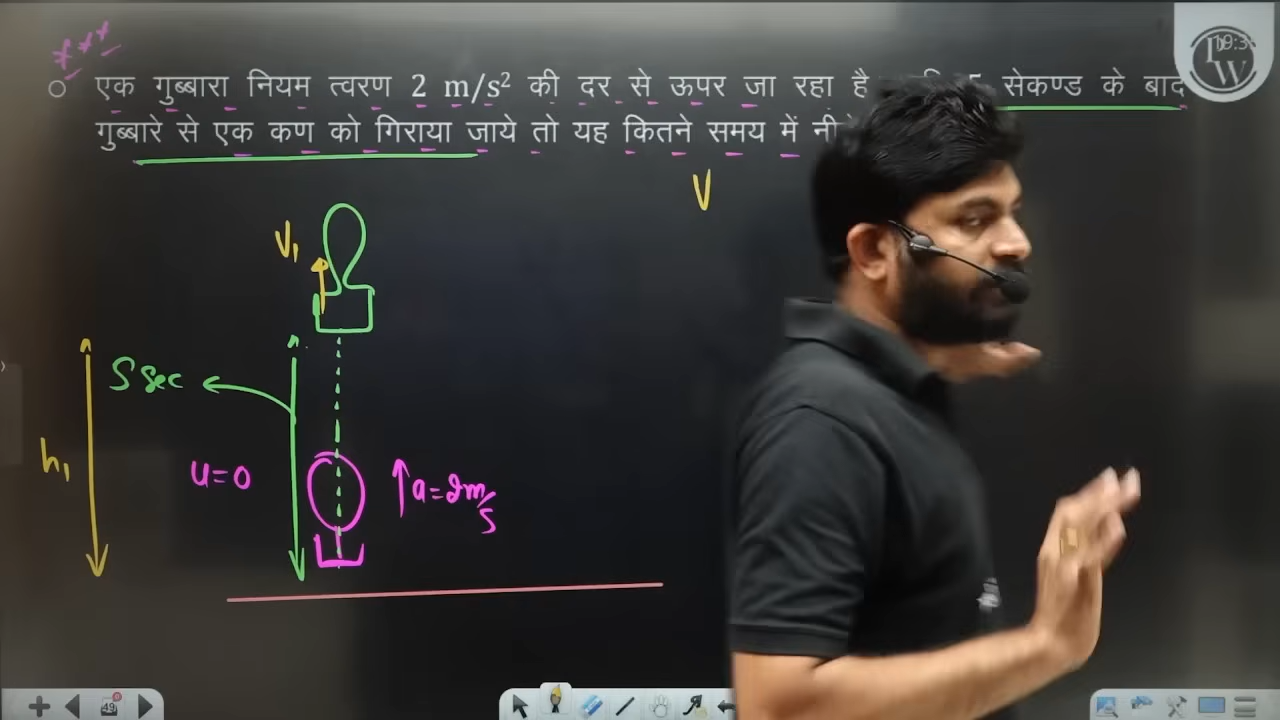 ***
एक गुब्बारा नियम त्वरण 2 m/s² की दर से ऊपर जा रहा है सेकण्ड के बाद
गुब्बारे से एक कण को गिराया जाये तो यह कितने समय में
V
V₁
5 sec
h₁
u=0
a=2m/s
49